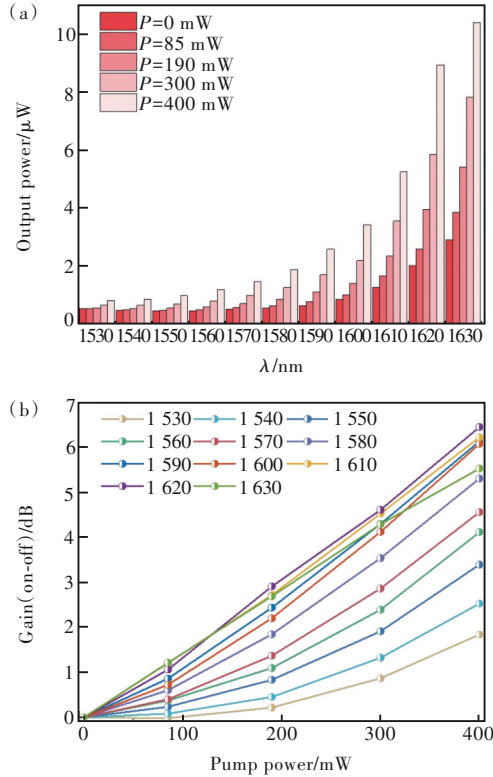 (a)
P=0 mW
P=85 mW
P=190 mW
P=300 mW
P=400 mW
Output power/μW
10
8
6
4
2
0
1530 1540 1550 1560 1570 1580 1590 1600 1610 1620 1630
λ/nm
(b)
1 530 1 540 1 550
1 560 1 570 1 580
1 590 1 600 1 610
1 620 1 630
Gain(on-off)/dB
7
6
5
4
3
2
1
0
0 100 200 300 400
Pump power/mW